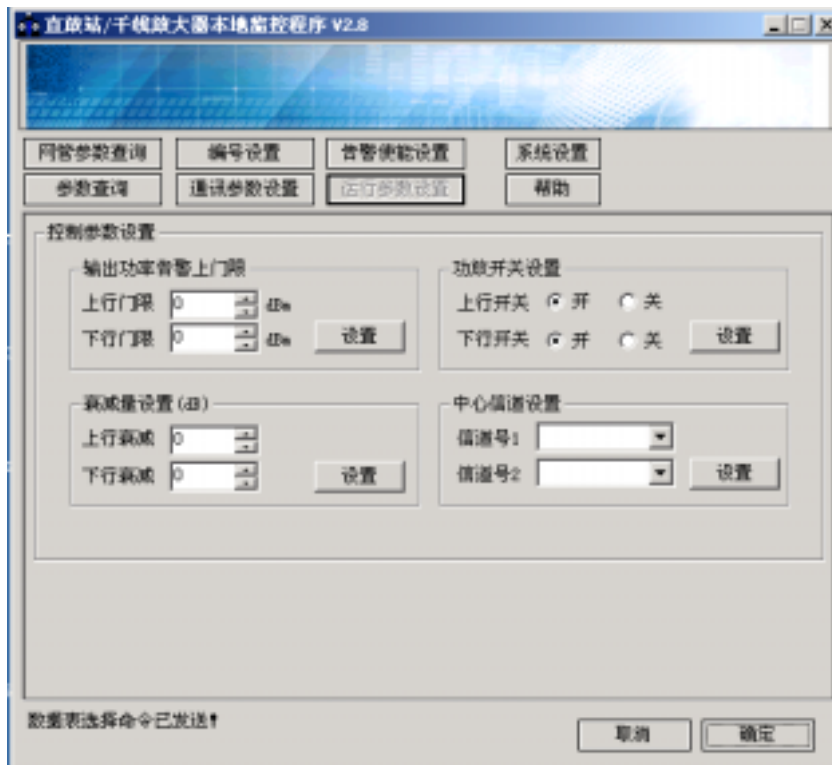 直放站/干线放大器本地监控程序 V2.8
网管参数查询 编号设置 告警使能设置 系统设置
参数查询 通讯参数设置 运行参数设置 帮助
控制参数设置
输出功率告警上门限
上行门限 0 dBm
下行门限 0 dBm 设置
功放开关设置
上行开关 开 关
下行开关 开 关 设置
衰减量设置(dB)
上行衰减 0
下行衰减 0 设置
中心信道设置
信道号1
信道号2 设置
数据表选择命令已发送!
取消 确定